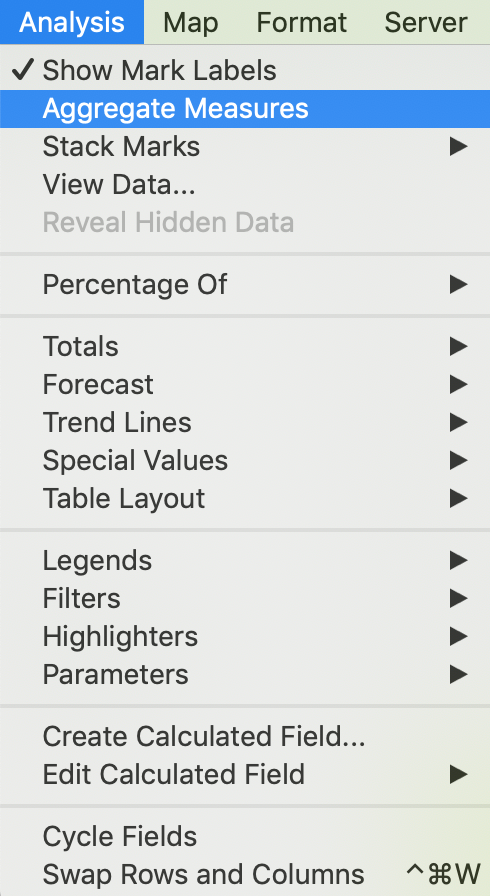 Analysis Map Format Server
✓ Show Mark Labels
Aggregate Measures
Stack Marks ▶
View Data...
Reveal Hidden Data
Percentage Of ▶
Totals ▶
Forecast ▶
Trend Lines ▶
Special Values ▶
Table Layout ▶
Legends ▶
Filters ▶
Highlighters ▶
Parameters ▶
Create Calculated Field...
Edit Calculated Field ▶
Cycle Fields
Swap Rows and Columns ^⌘W